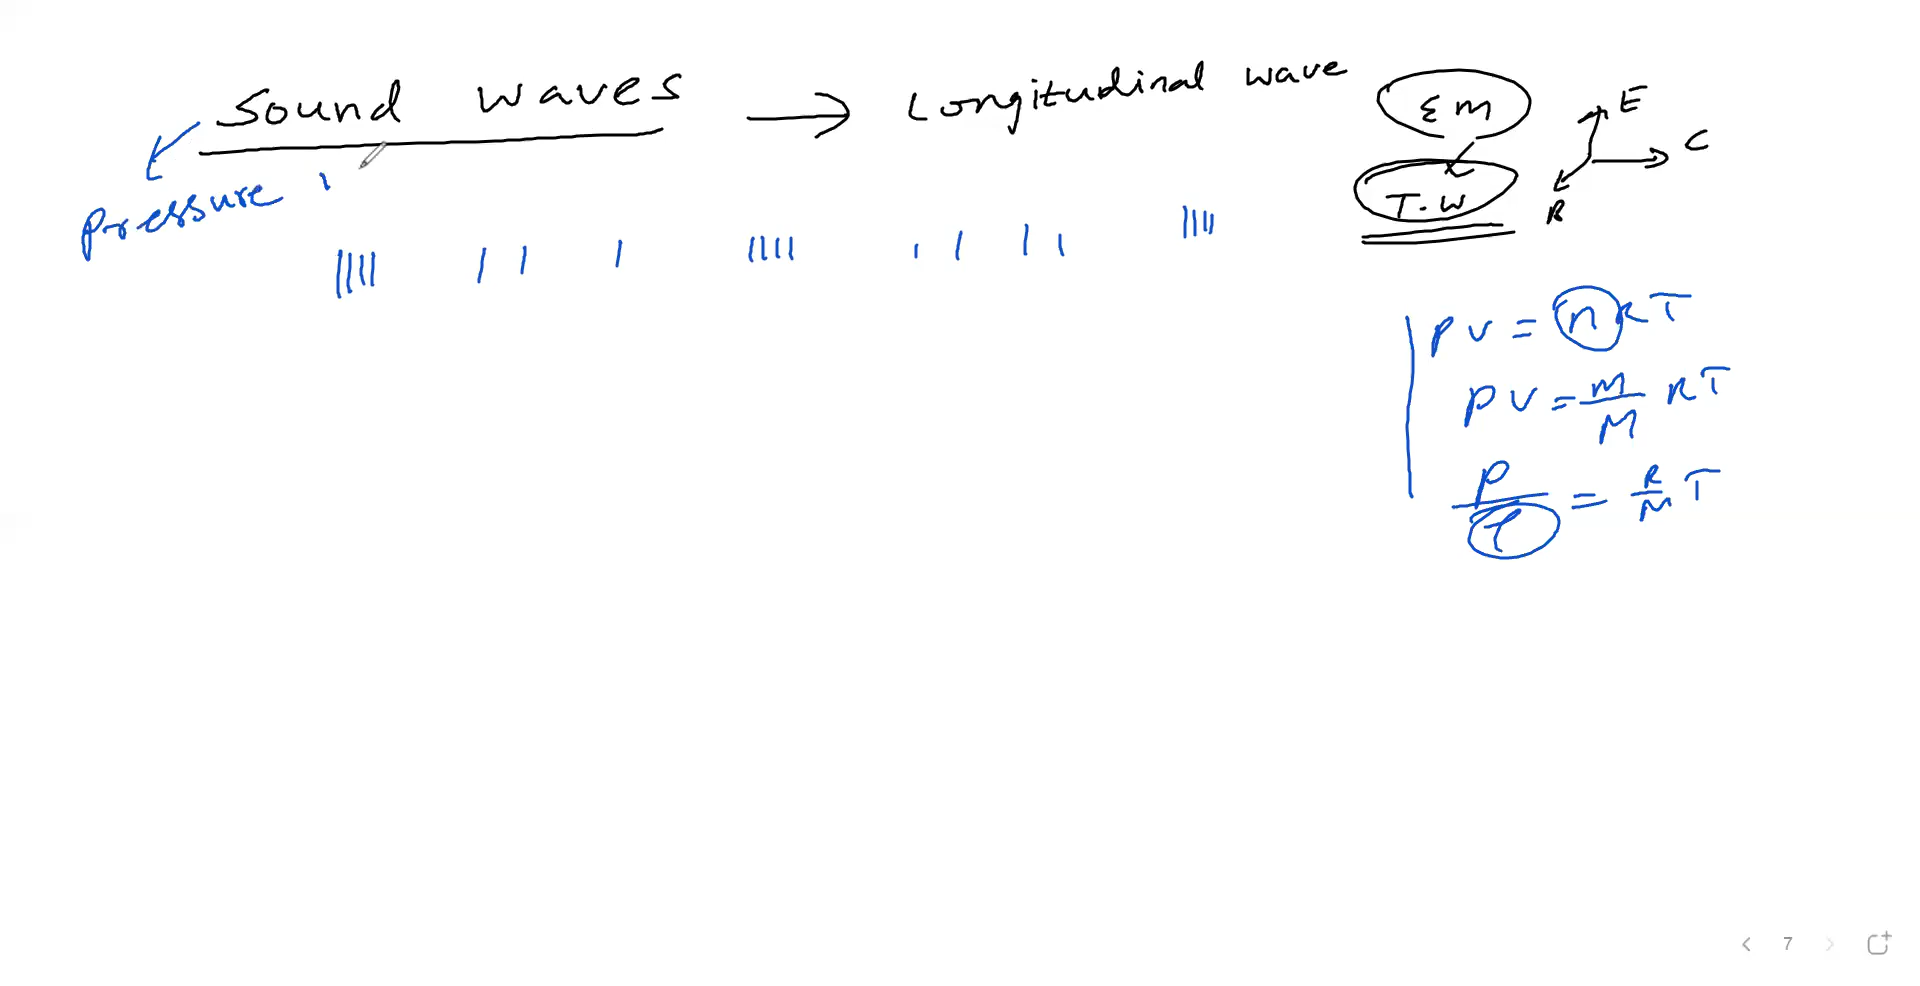 Sound waves → Longitudinal wave
EM
E
C
T.W
B
Pressure
PV = nRT
PV = m/M RT
P/ρ = R/M T
7